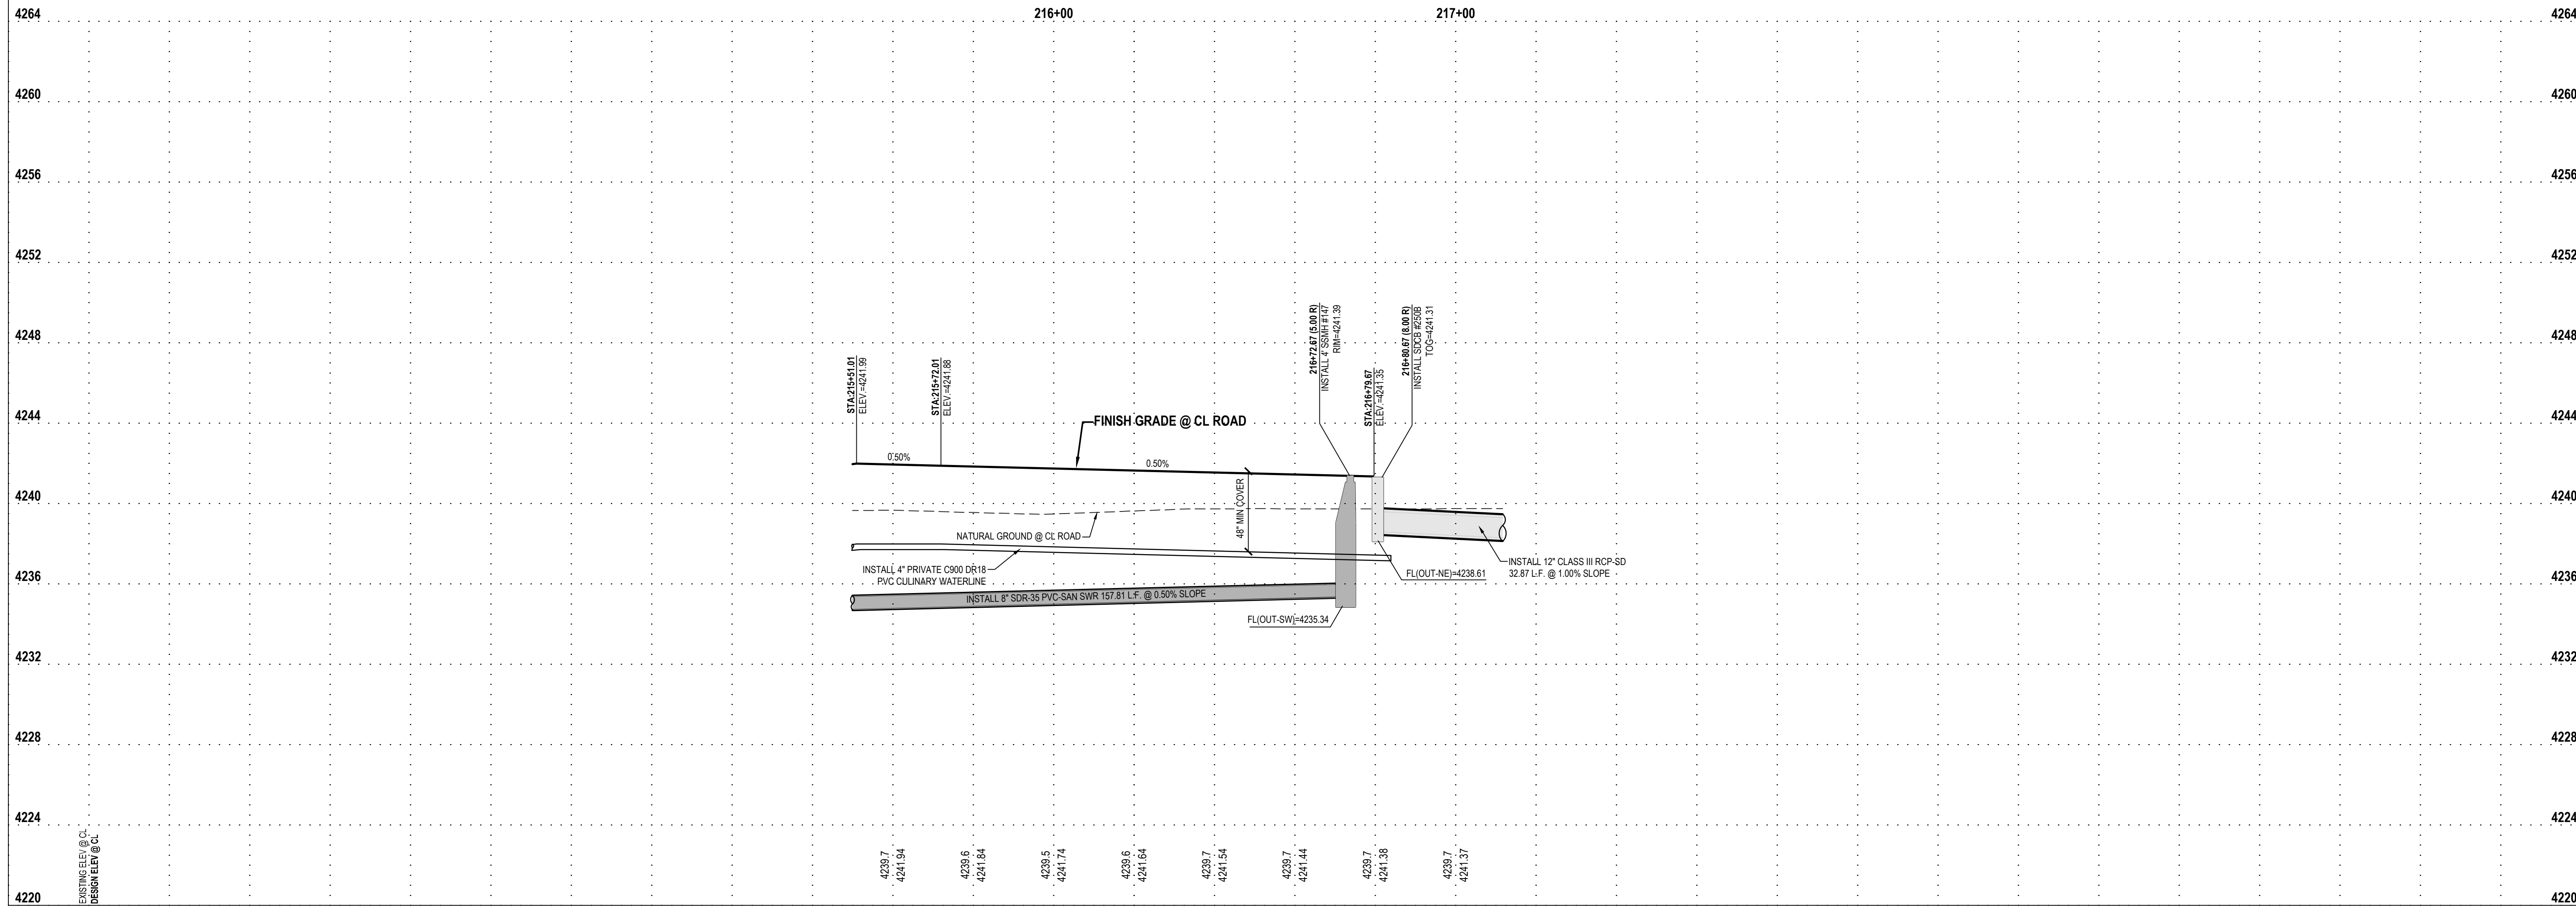 216+00
217+00
4264
4264
4260
4260
4256
4256
4252
4252
4248
4248
4244
4244
4240
4240
4236
4236
4232
4232
4228
4228
4224
4224
4220
4220
STA:215+51.01
ELEV.=4241.99
STA:215+72.01
ELEV.=4241.88
216+72.67 (5.00 R)
INSTALL 4' SSMH #147
RIM=4241.39
STA:216+79.67
ELEV.=4241.35
216+80.67 (8.00 R)
INSTALL SDCB #250B
TOG=4241.31
FINISH GRADE @ CL ROAD
0.50%
0.50%
48" MIN COVER
NATURAL GROUND @ CL ROAD
INSTALL 4" PRIVATE C900 DR18
PVC CULINARY WATERLINE
INSTALL 8" SDR-35 PVC-SAN SWR 157.81 L.F. @ 0.50% SLOPE
FL(OUT-SW)=4235.34
FL(OUT-NE)=4238.61
INSTALL 12" CLASS III RCP-SD
32.87 L.F. @ 1.00% SLOPE
EXISTING ELEV @ CL
DESIGN ELEV @ CL
4239.7
4241.94
4239.6
4241.84
4239.5
4241.74
4239.6
4241.64
4239.7
4241.54
4239.7
4241.44
4239.7
4241.38
4239.7
4241.37